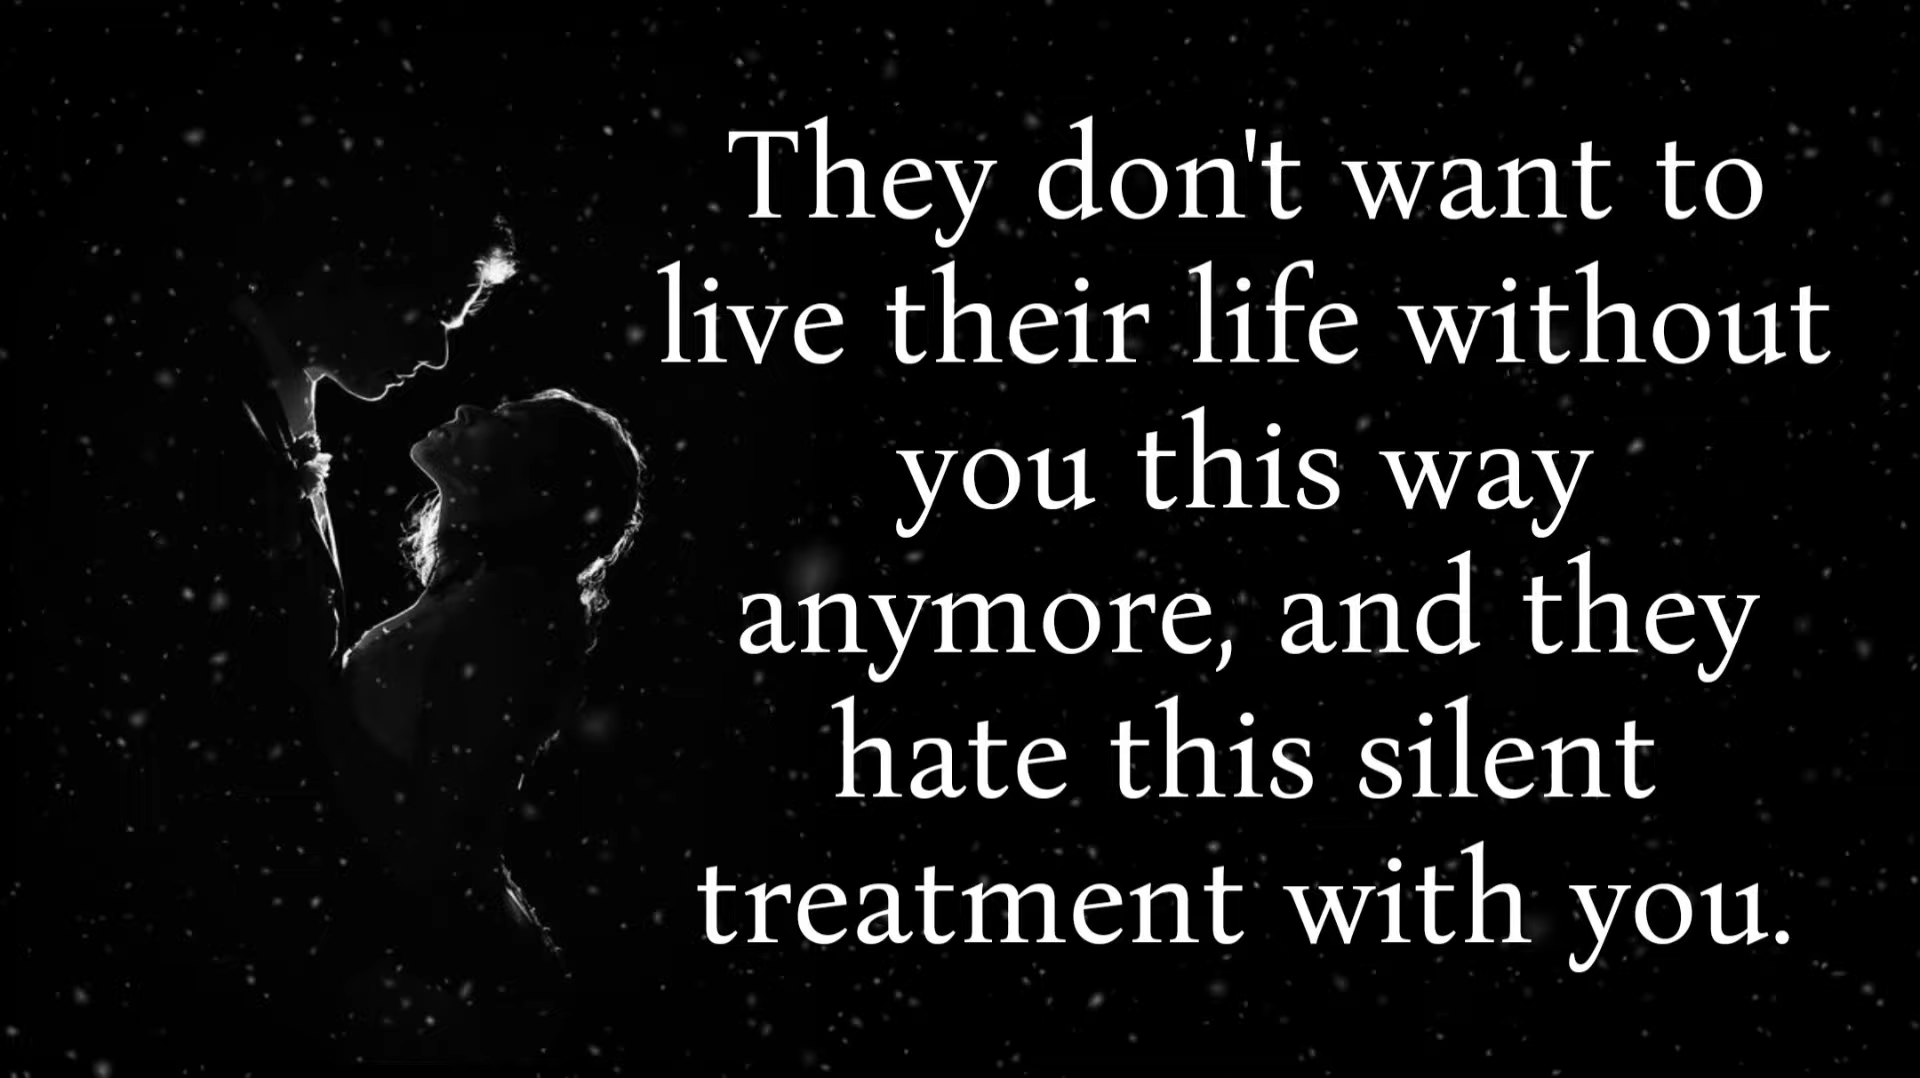 They don't want to
live their life without
you this way
anymore, and they
hate this silent
treatment with you.